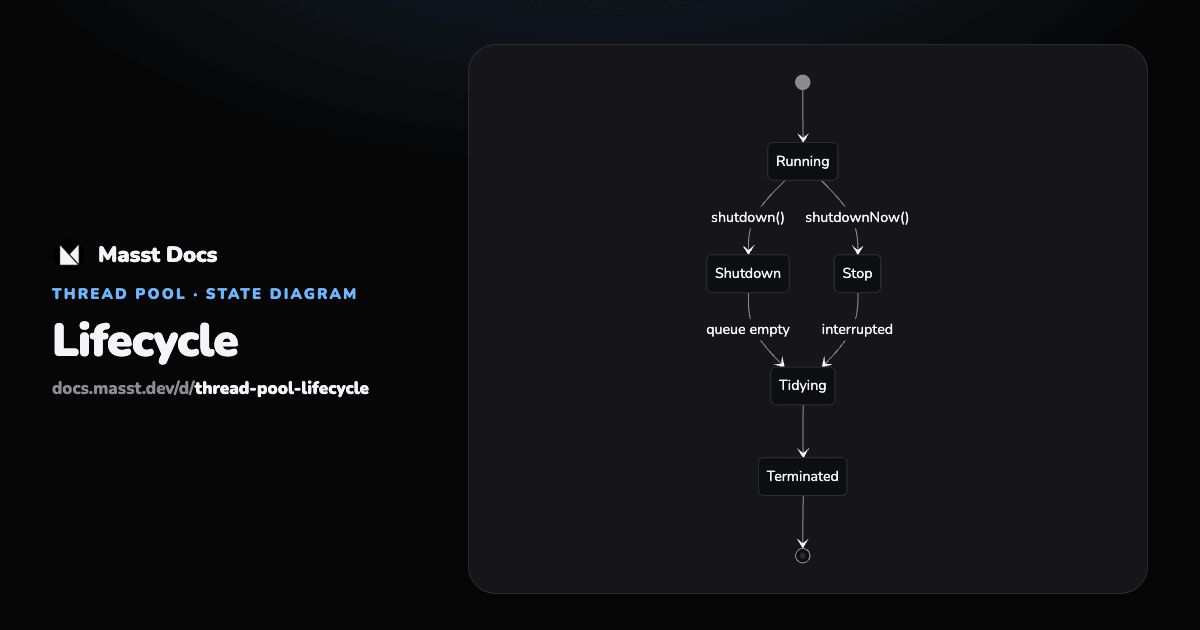 Masst Docs
THREAD POOL · STATE DIAGRAM
Lifecycle
docs.masst.dev/d/thread-pool-lifecycle
Running
shutdown() shutdownNow()
Shutdown Stop
queue empty interrupted
Tidying
Terminated